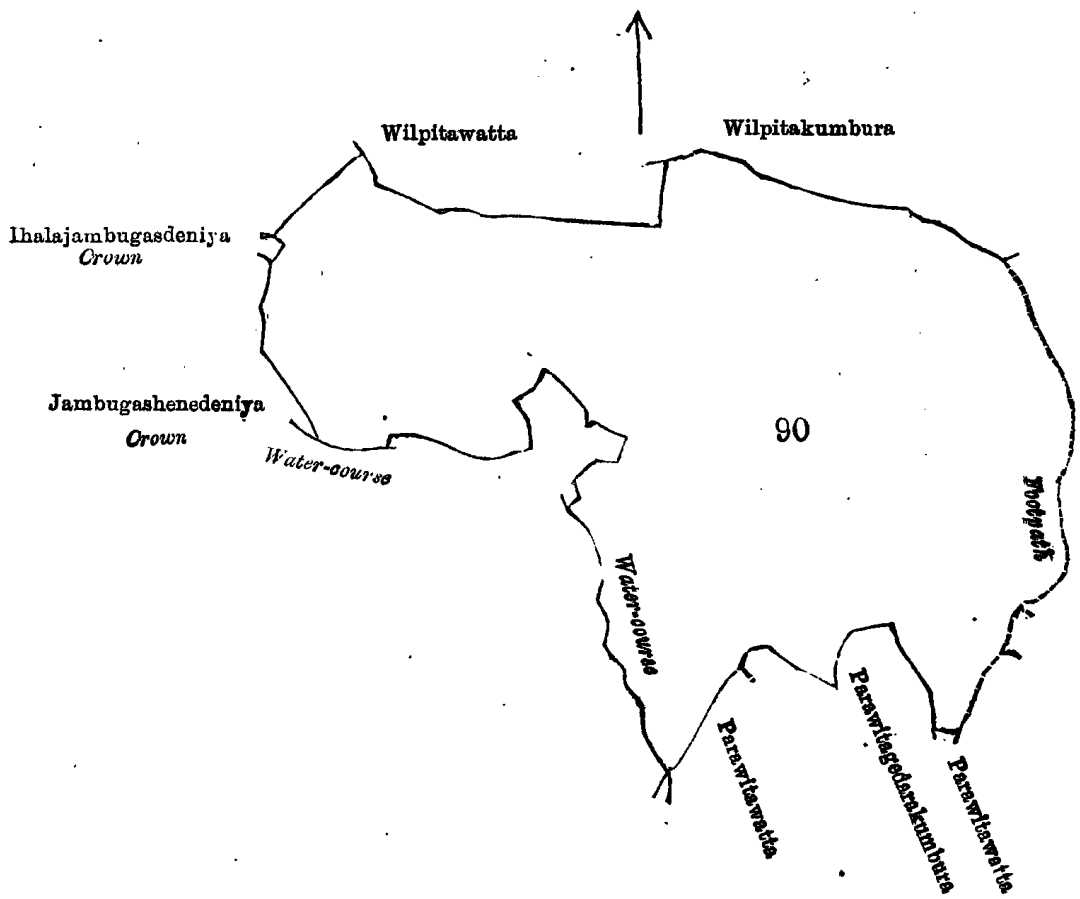 Wilpitawatta
Wilpitakumbura
Ihalajambugasdeniya
Crown
Jambugashenedeniya
Crown
Water-course
90
Footpath
Water-course
Parawitawatta
Parawitagedarakumbura
Parawitawatta